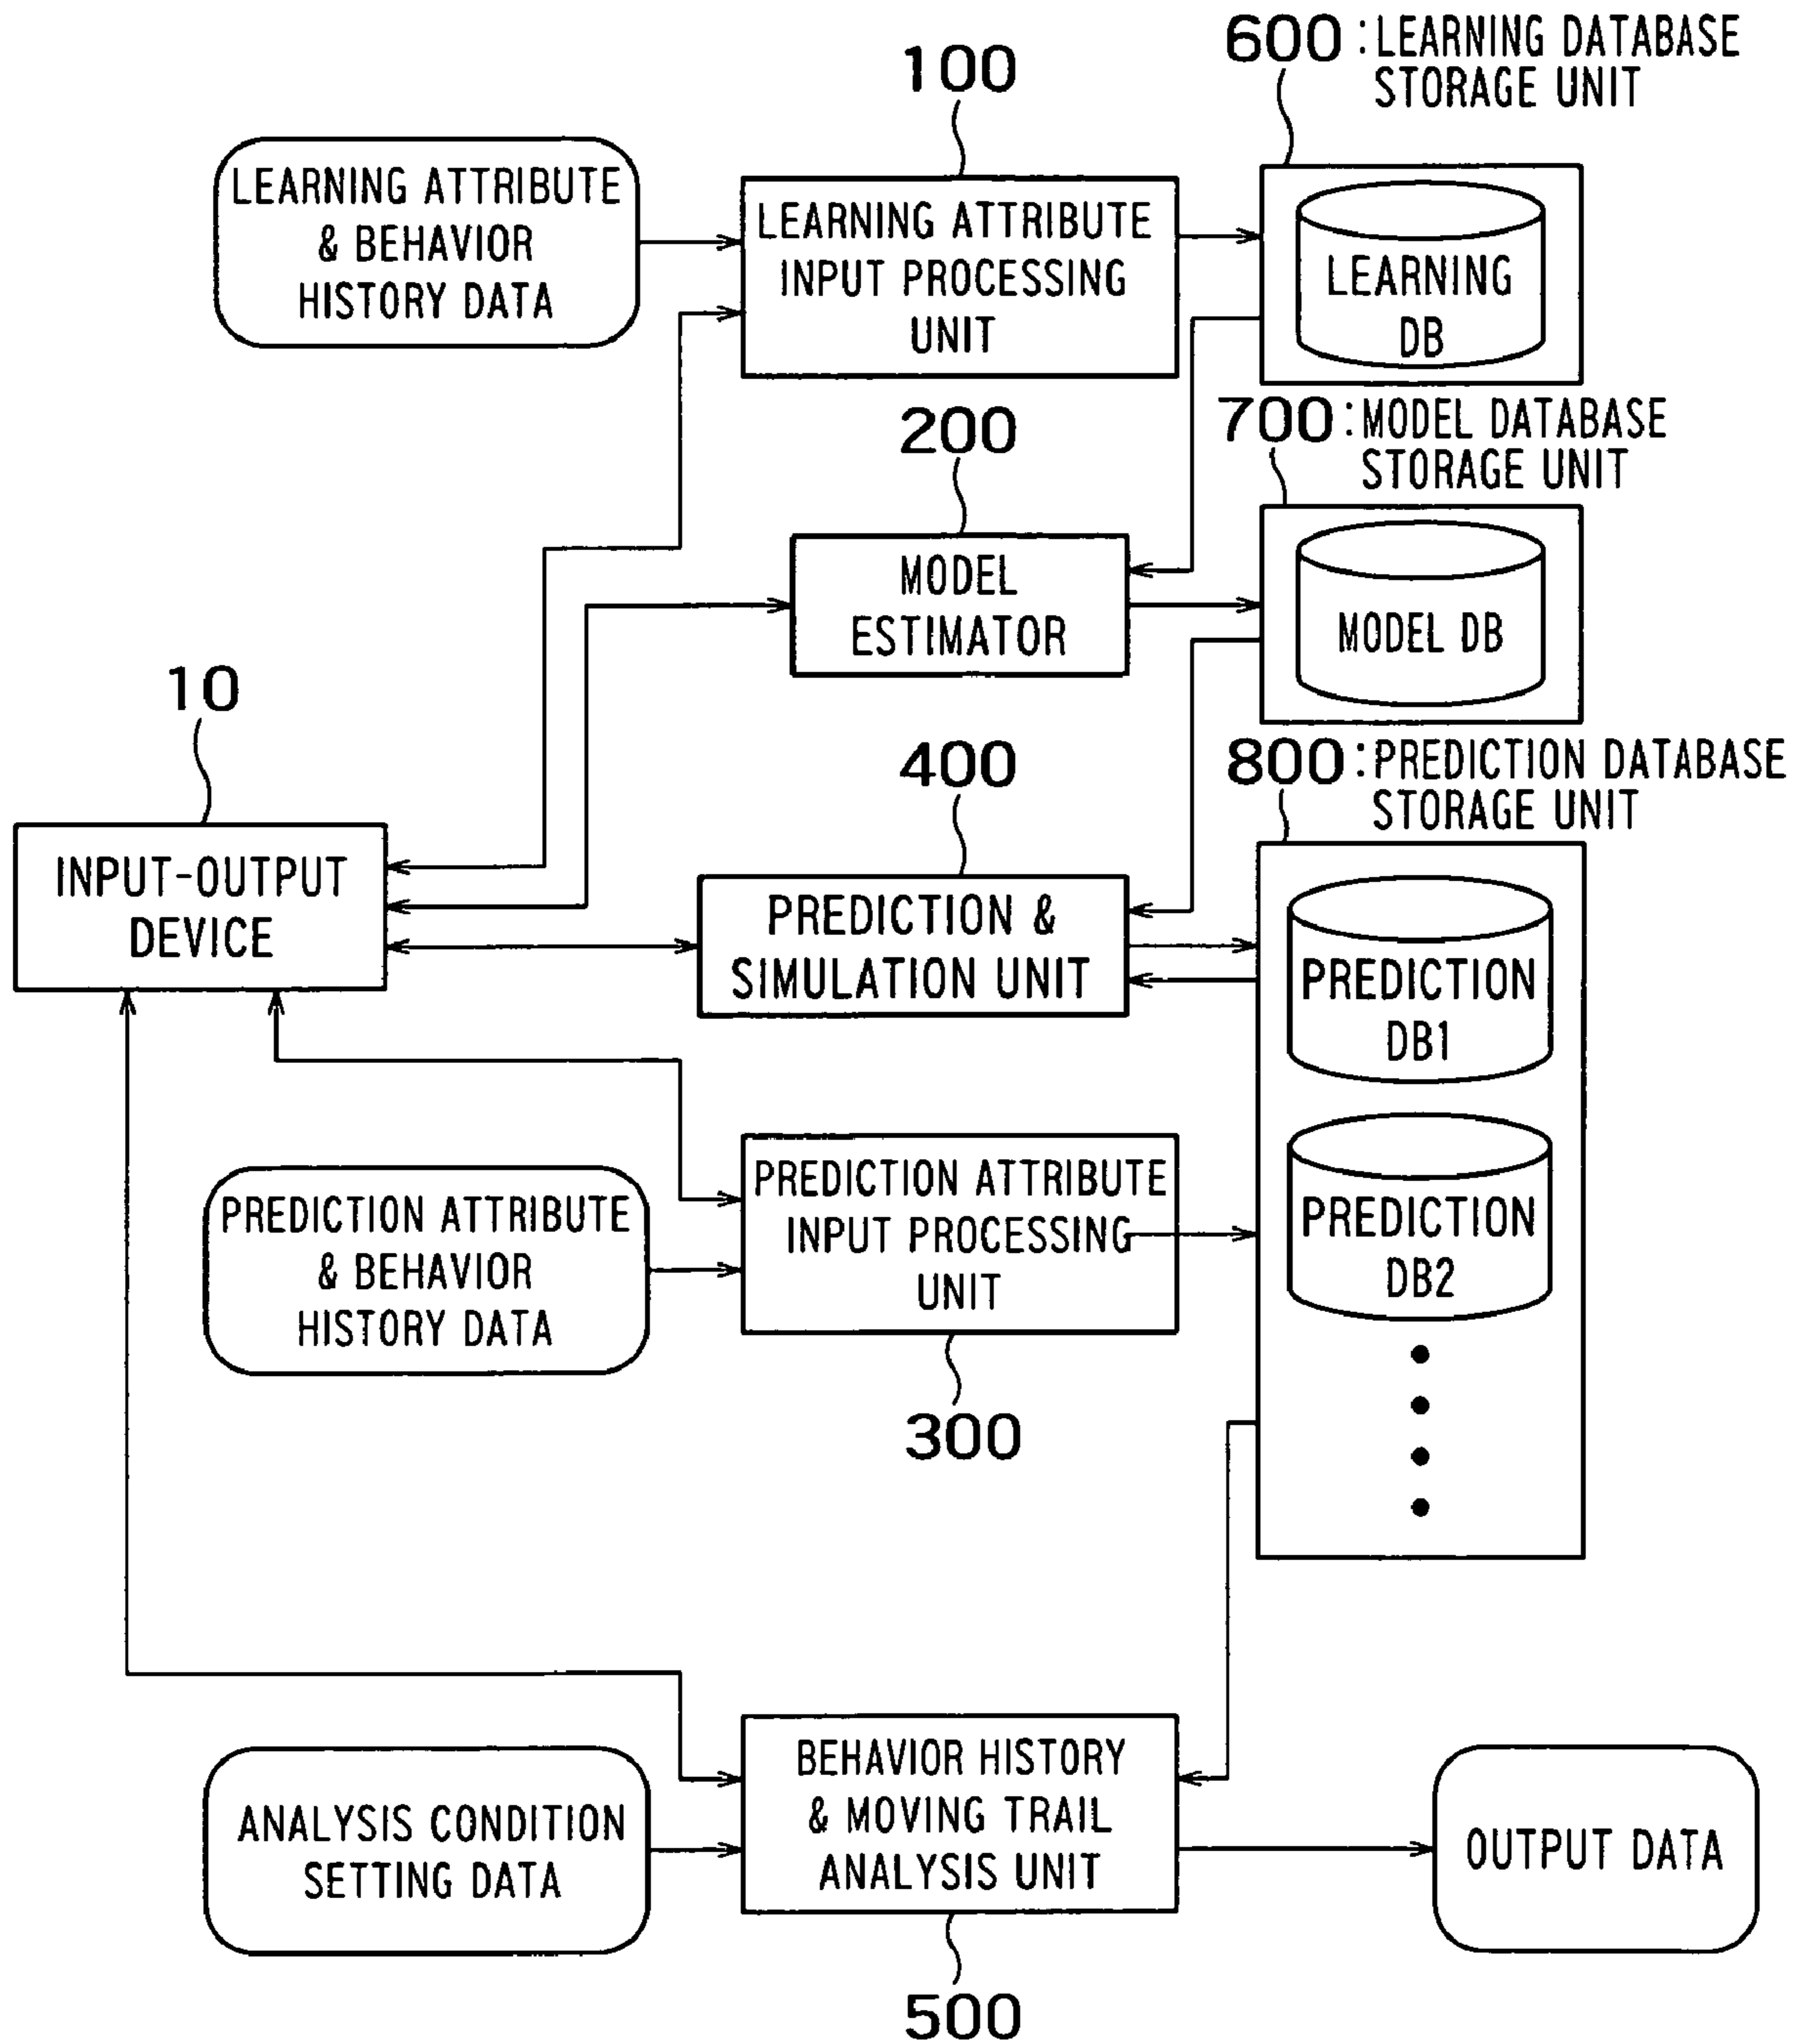 600 : LEARNING DATABASE
STORAGE UNIT
100
LEARNING ATTRIBUTE
& BEHAVIOR
HISTORY DATA
LEARNING ATTRIBUTE
INPUT PROCESSING
UNIT
LEARNING
DB
200
700 : MODEL DATABASE
STORAGE UNIT
MODEL
ESTIMATOR
MODEL DB
10
400
800 : PREDICTION DATABASE
STORAGE UNIT
INPUT-OUTPUT
DEVICE
PREDICTION &
SIMULATION UNIT
PREDICTION
DB1
PREDICTION ATTRIBUTE
& BEHAVIOR
HISTORY DATA
PREDICTION ATTRIBUTE
INPUT PROCESSING
UNIT
PREDICTION
DB2
300
ANALYSIS CONDITION
SETTING DATA
BEHAVIOR HISTORY
& MOVING TRAIL
ANALYSIS UNIT
OUTPUT DATA
500